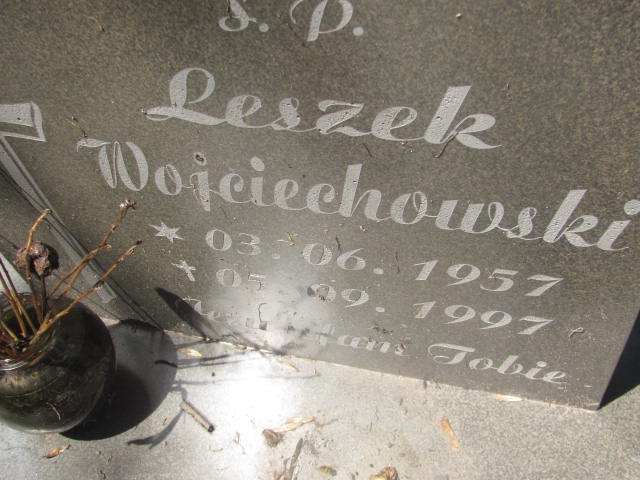 Ś. P.
Leszek
Wojciechowski
03. 06. 1957
05. 09. 1997
Tobie